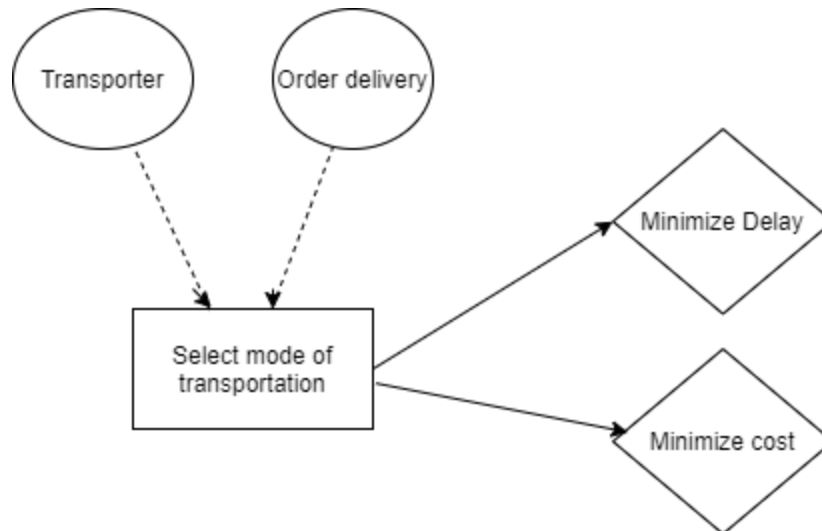 Transporter
Order delivery
Minimize Delay
Select mode of
transportation
Minimize cost